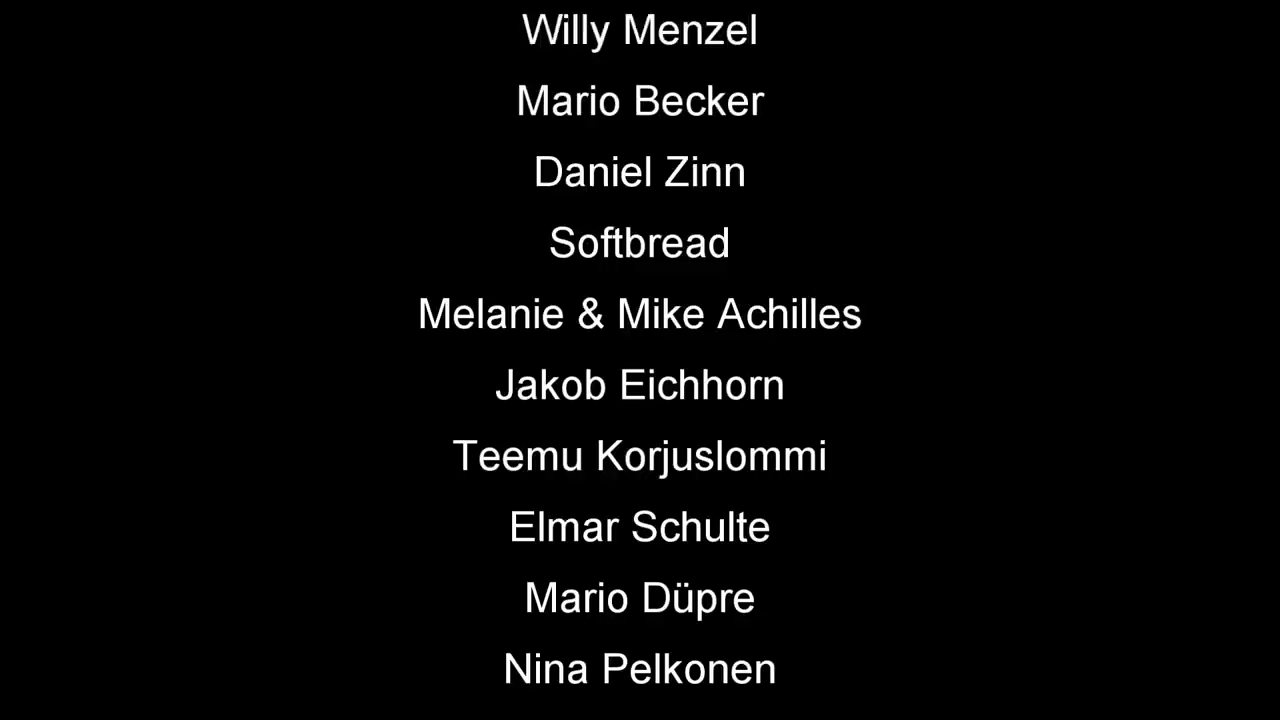 Willy Menzel
Mario Becker
Daniel Zinn
Softbread
Melanie & Mike Achilles
Jakob Eichhorn
Teemu Korjuslommi
Elmar Schulte
Mario Düpre
Nina Pelkonen